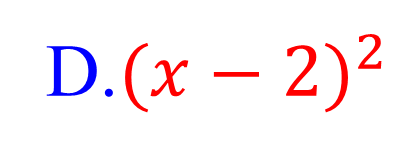 D.(x − 2)²